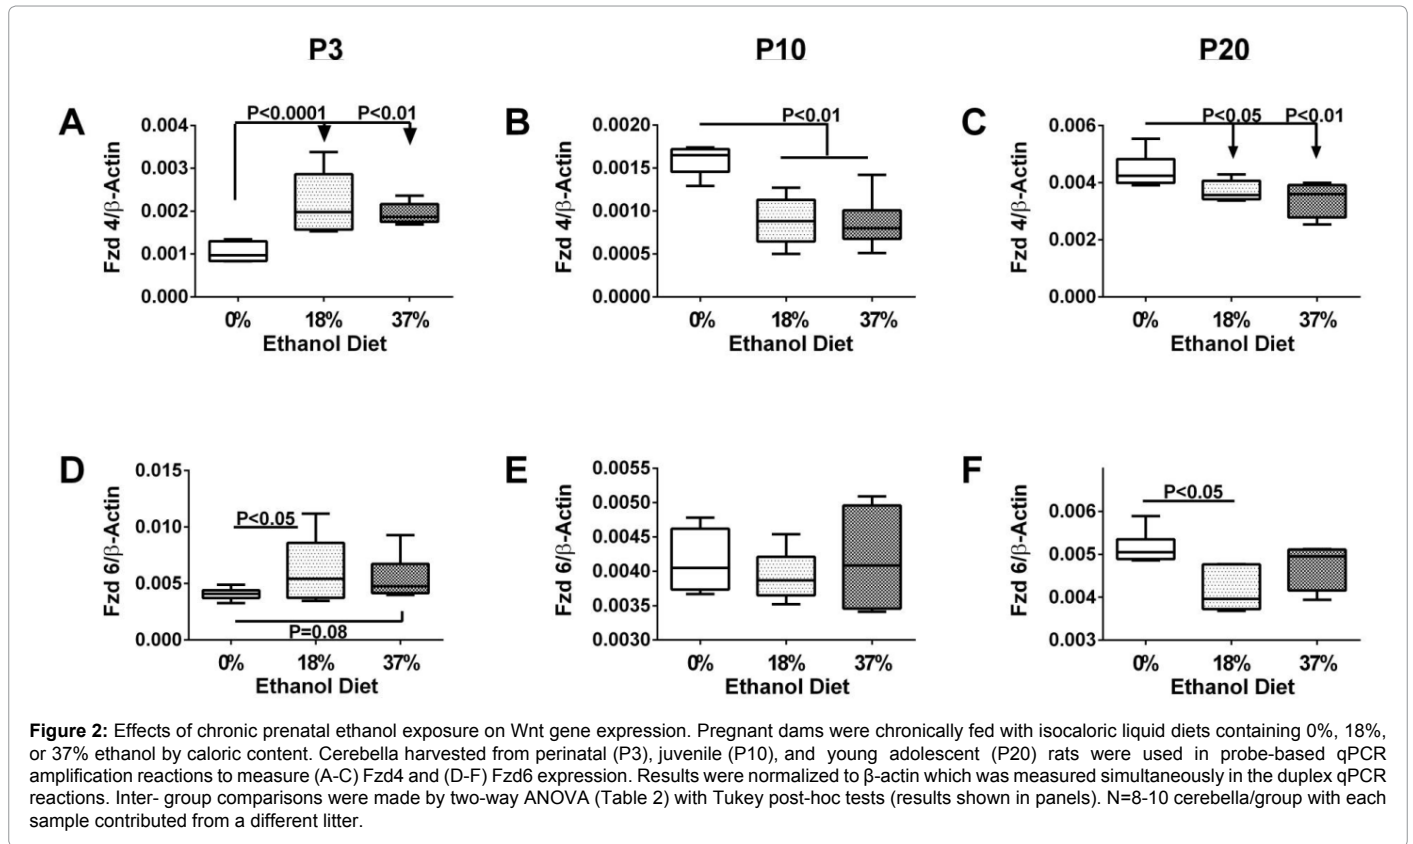 P3 P10 P20
A
P<0.0001 P<0.01
Fzd 4/β-Actin
0.004
0.003
0.002
0.001
0.000
0% 18% 37%
Ethanol Diet
B
P<0.01
Fzd 4/β-Actin
0.0020
0.0015
0.0010
0.0005
0.0000
0% 18% 37%
Ethanol Diet
C
P<0.05 P<0.01
Fzd 4/β-Actin
0.006
0.004
0.002
0.000
0% 18% 37%
Ethanol Diet
D
P<0.05
Fzd 6/β-Actin
0.015
0.010
0.005
0.000
P=0.08
0% 18% 37%
Ethanol Diet
E
Fzd 6/β-Actin
0.0055
0.0050
0.0045
0.0040
0.0035
0.0030
0% 18% 37%
Ethanol Diet
F
P<0.05
Fzd 6/β-Actin
0.006
0.005
0.004
0.003
0% 18% 37%
Ethanol Diet
Figure 2: Effects of chronic prenatal ethanol exposure on Wnt gene expression. Pregnant dams were chronically fed with isocaloric liquid diets containing 0%, 18%,
or 37% ethanol by caloric content. Cerebella harvested from perinatal (P3), juvenile (P10), and young adolescent (P20) rats were used in probe-based qPCR
amplification reactions to measure (A-C) Fzd4 and (D-F) Fzd6 expression. Results were normalized to β-actin which was measured simultaneously in the duplex qPCR
reactions. Inter- group comparisons were made by two-way ANOVA (Table 2) with Tukey post-hoc tests (results shown in panels). N=8-10 cerebella/group with each
sample contributed from a different litter.